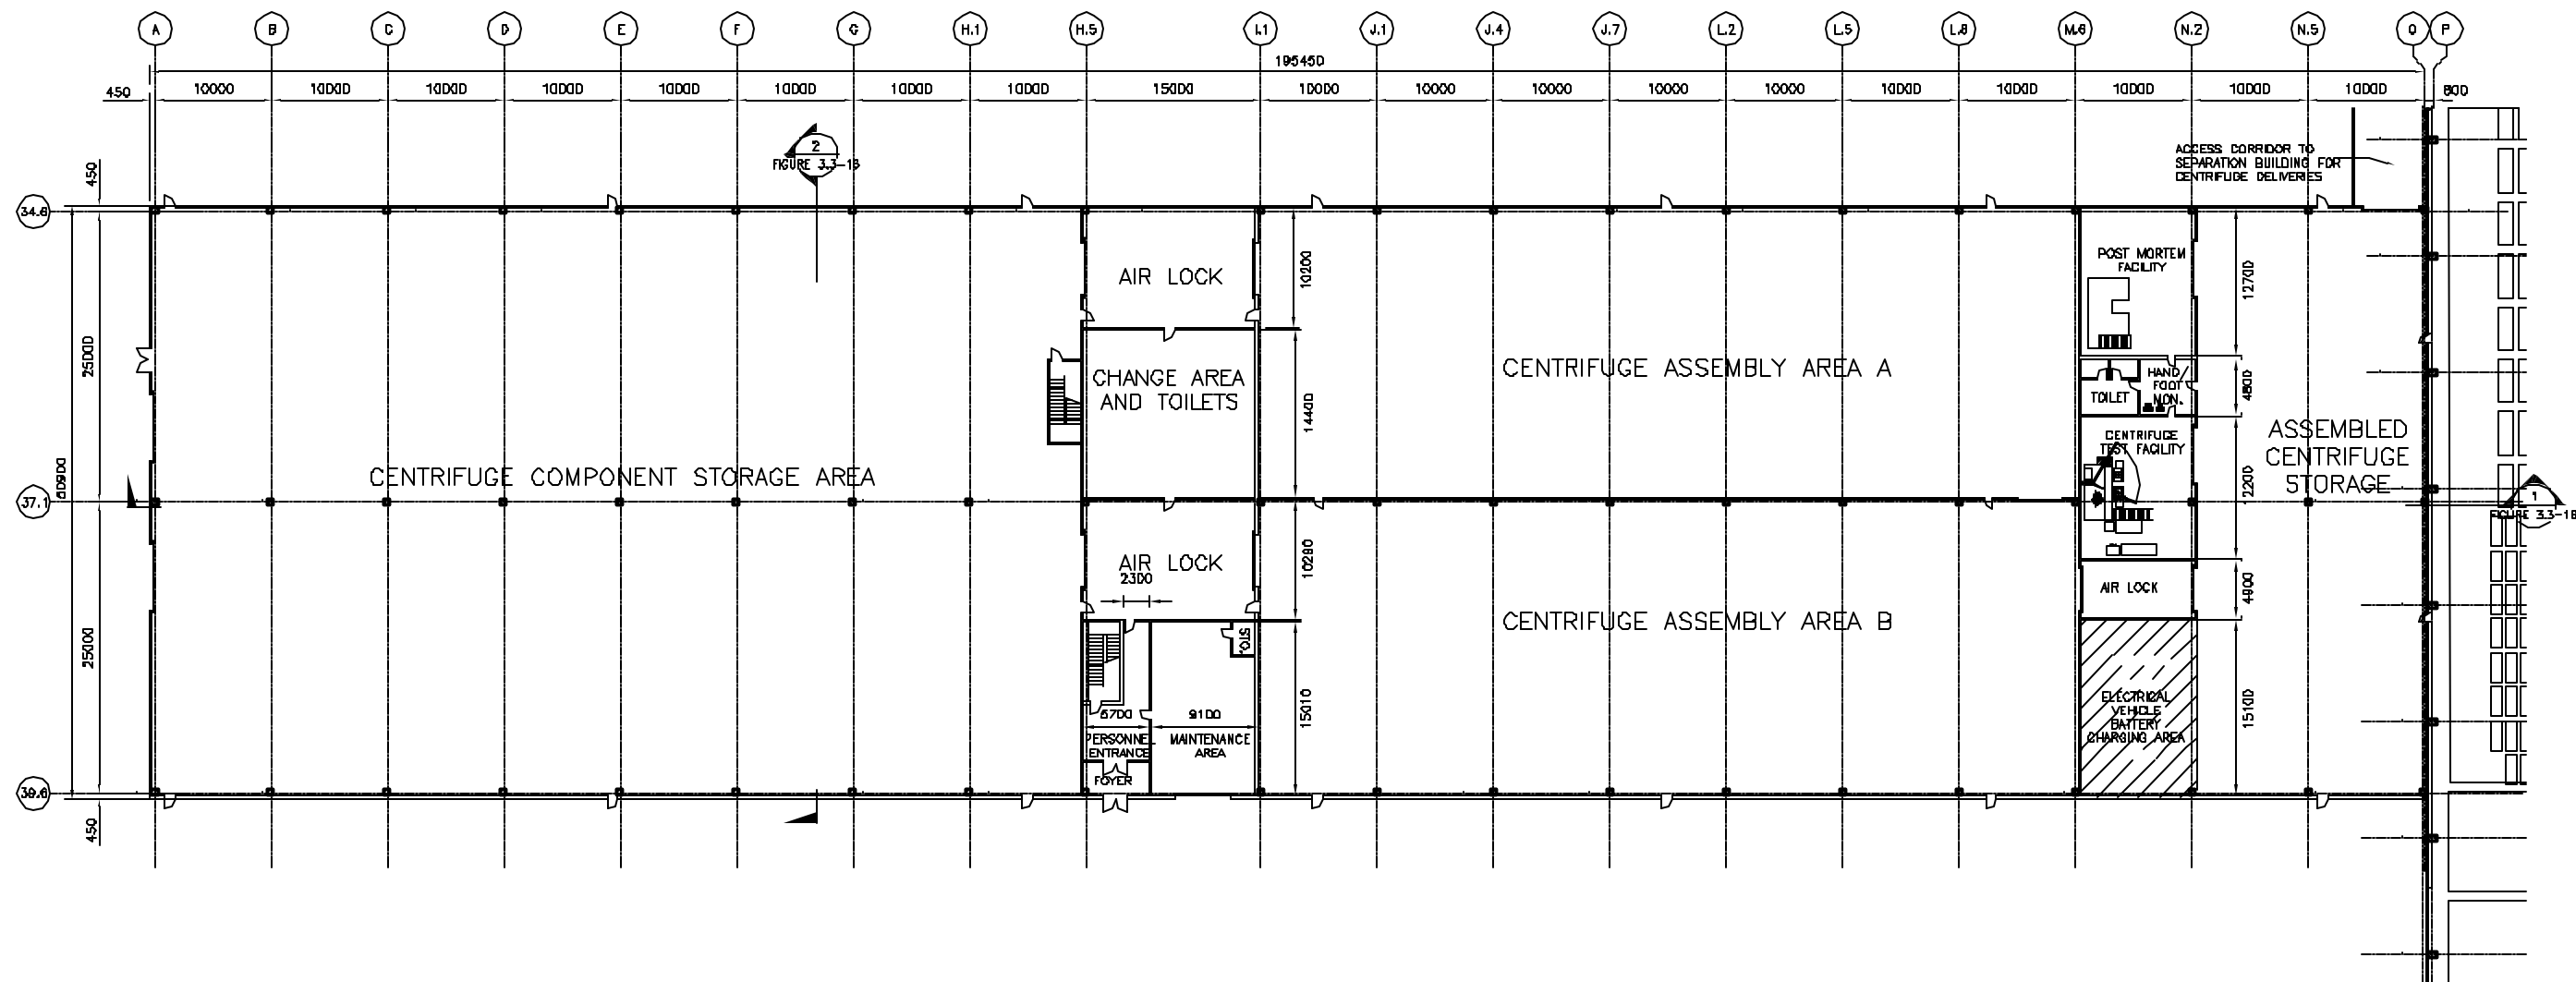 A B C D E F G H.1 H.5 I.1 J.1 J.4 J.7 L.2 L.5 L.8 M.6 N.2 N.5 O P
195450
450 10000 10000 10000 10000 10000 10000 10000 10000 15000 10000 10000 10000 10000 10000 10000 10000 10000 10000 10000 600
2
FIGURE 3.3-18
ACCESS CORRIDOR TO
SEPARATION BUILDING FOR
CENTRIFUGE DELIVERIES
450
34.6
25000
50900
37.1
25000
39.6
450
CENTRIFUGE COMPONENT STORAGE AREA
AIR LOCK
10200
CHANGE AREA
AND TOILETS
14400
AIR LOCK
2300
10290
STO.
15010
5700
9100
PERSONNEL
ENTRANCE
MAINTENANCE
AREA
FOYER
CENTRIFUGE ASSEMBLY AREA A
CENTRIFUGE ASSEMBLY AREA B
POST MORTEM
FACILITY
12700
HAND/
FOOT
MON.
TOILET
4800
CENTRIFUGE
TEST FACILITY
12200
AIR LOCK
4900
ELECTRICAL
VEHICLE
BATTERY
CHARGING AREA
15100
ASSEMBLED
CENTRIFUGE
STORAGE
1
FIGURE 3.3-18